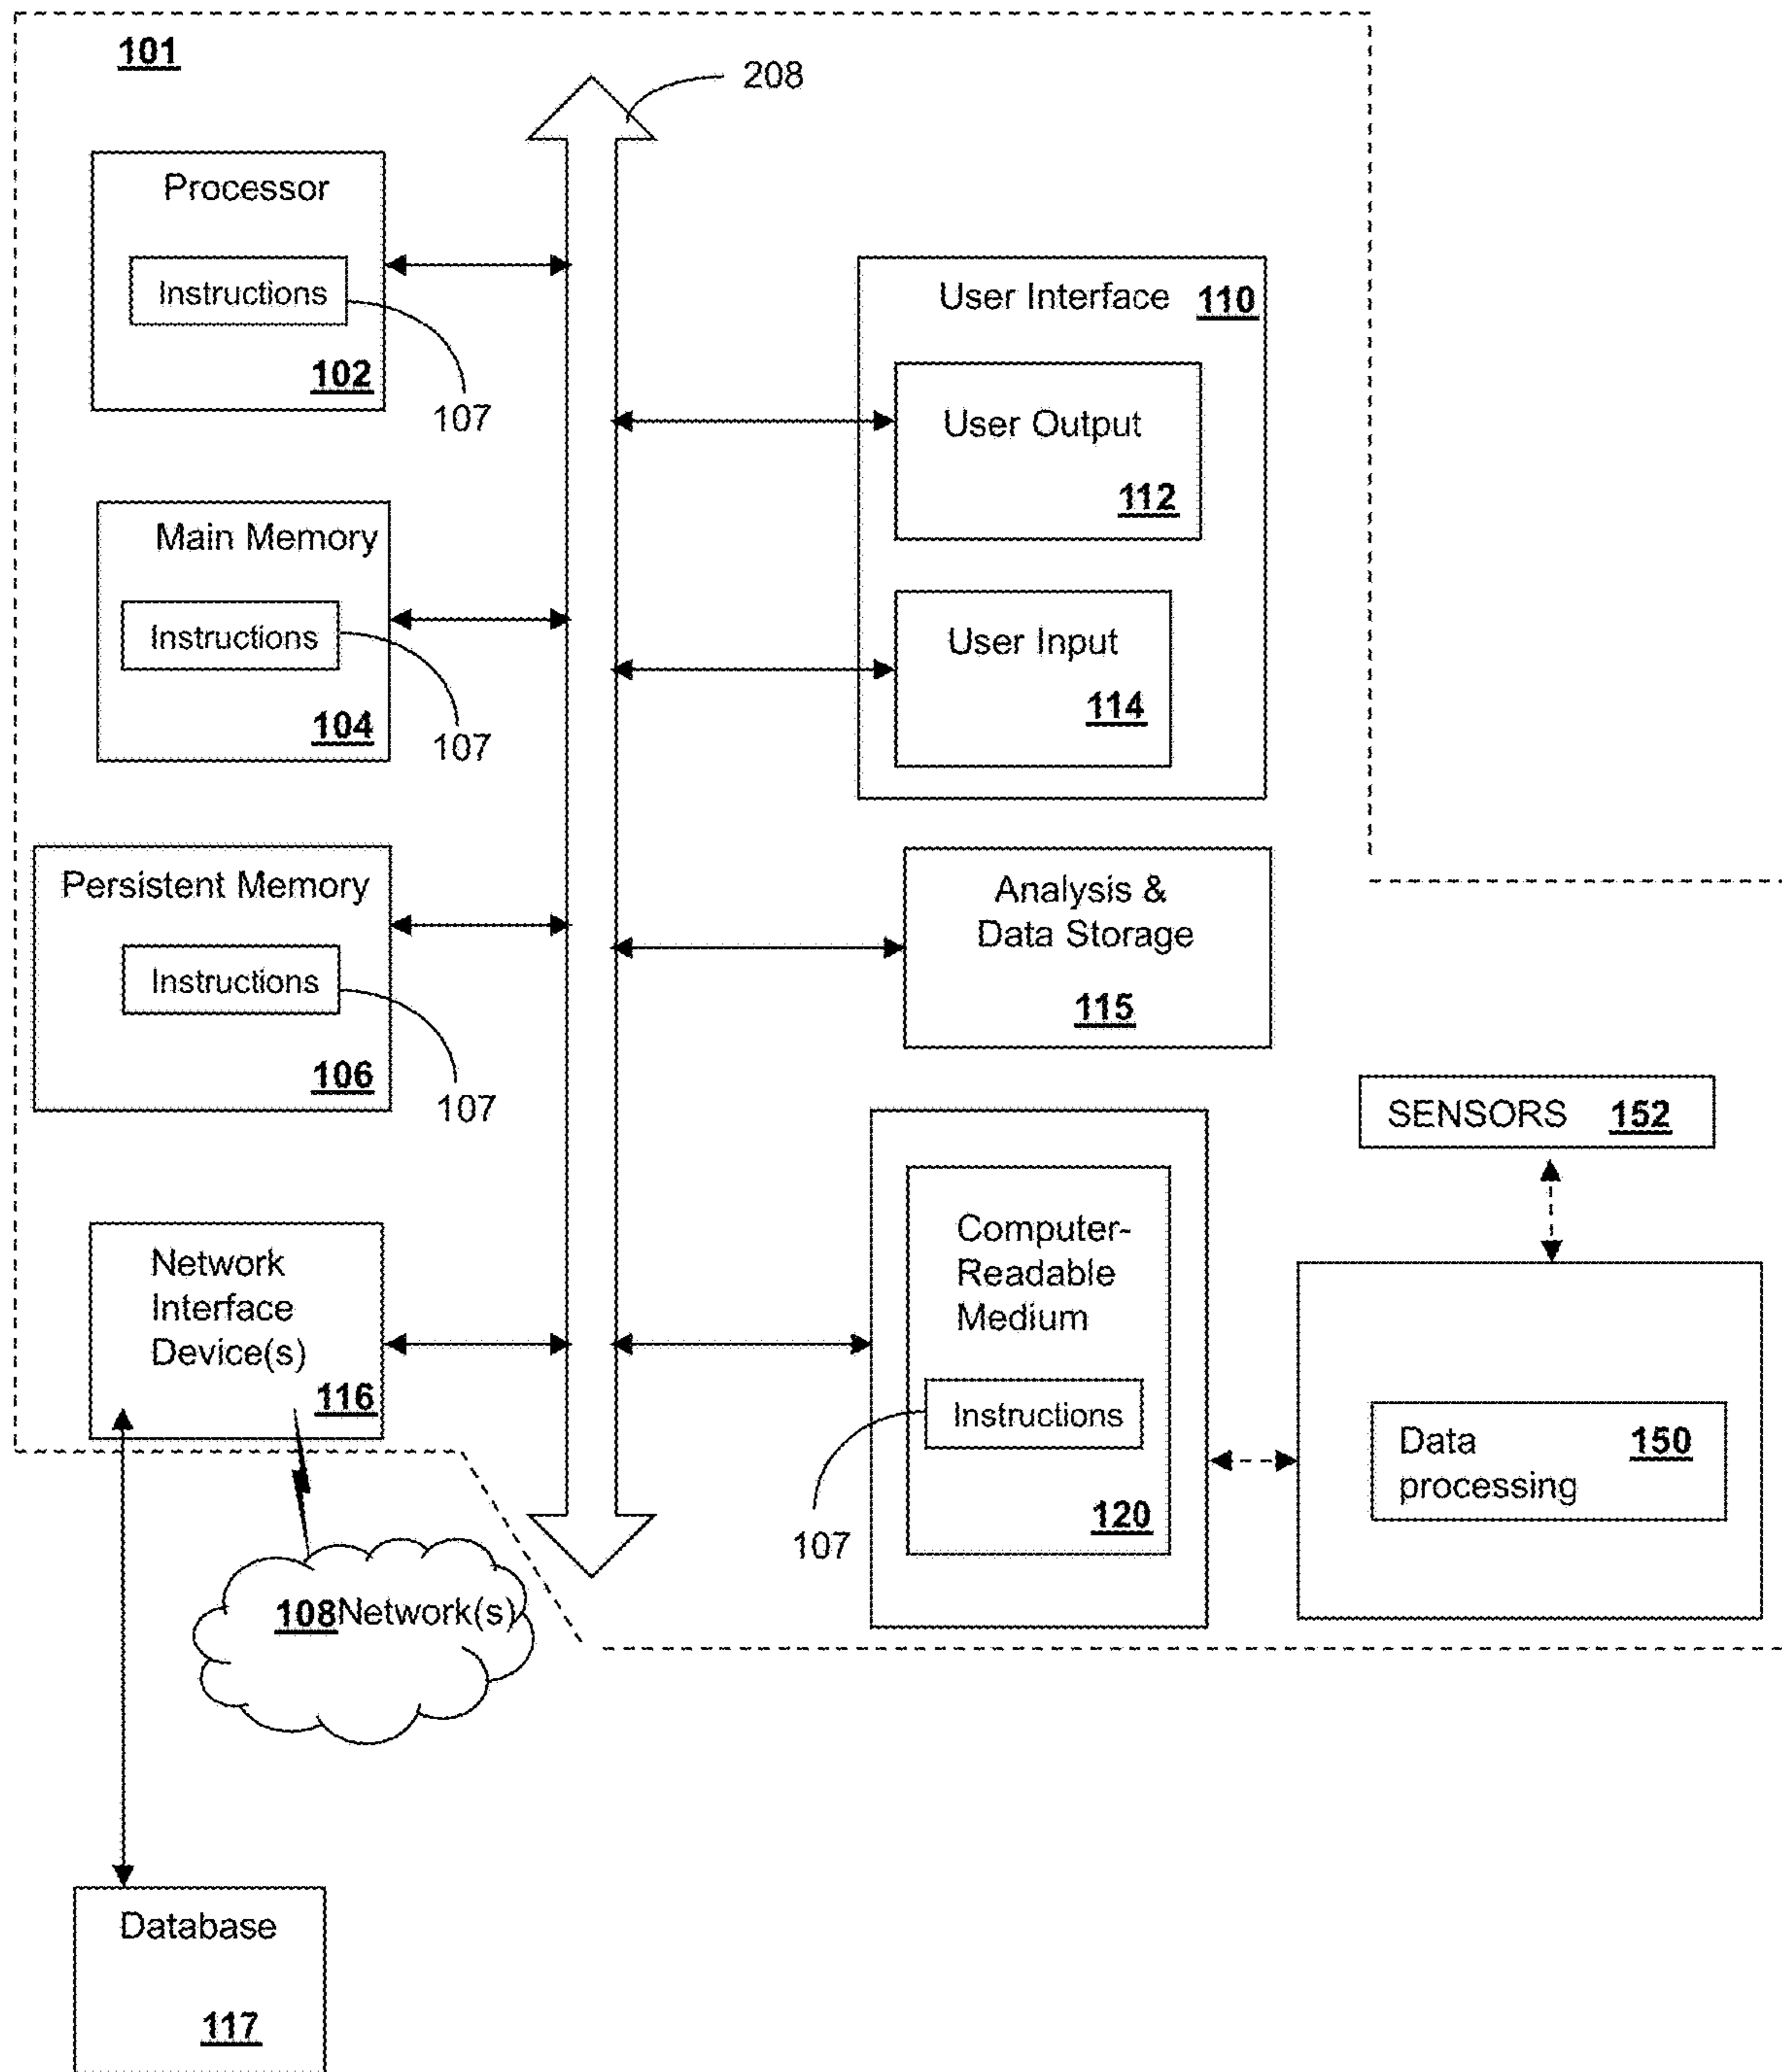 101
208
Processor
Instructions
102
107
Main Memory
Instructions
104
107
Persistent Memory
Instructions
106
107
Network
Interface
Device(s)
116
108 Network(s)
Database
117
User Interface 110
User Output
112
User Input
114
Analysis &
Data Storage
115
Computer-
Readable
Medium
Instructions
107
120
SENSORS 152
Data 150
processing